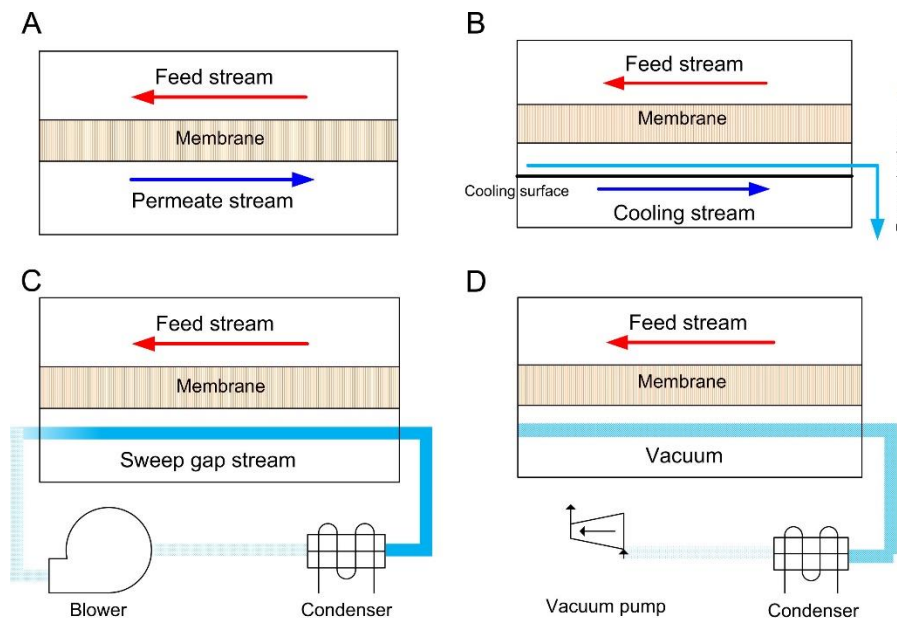 A
Feed stream
Membrane
Permeate stream
B
Feed stream
Membrane
Cooling surface
Cooling stream
C
Feed stream
Membrane
Sweep gap stream
Blower
Condenser
D
Feed stream
Membrane
Vacuum
Vacuum pump
Condenser